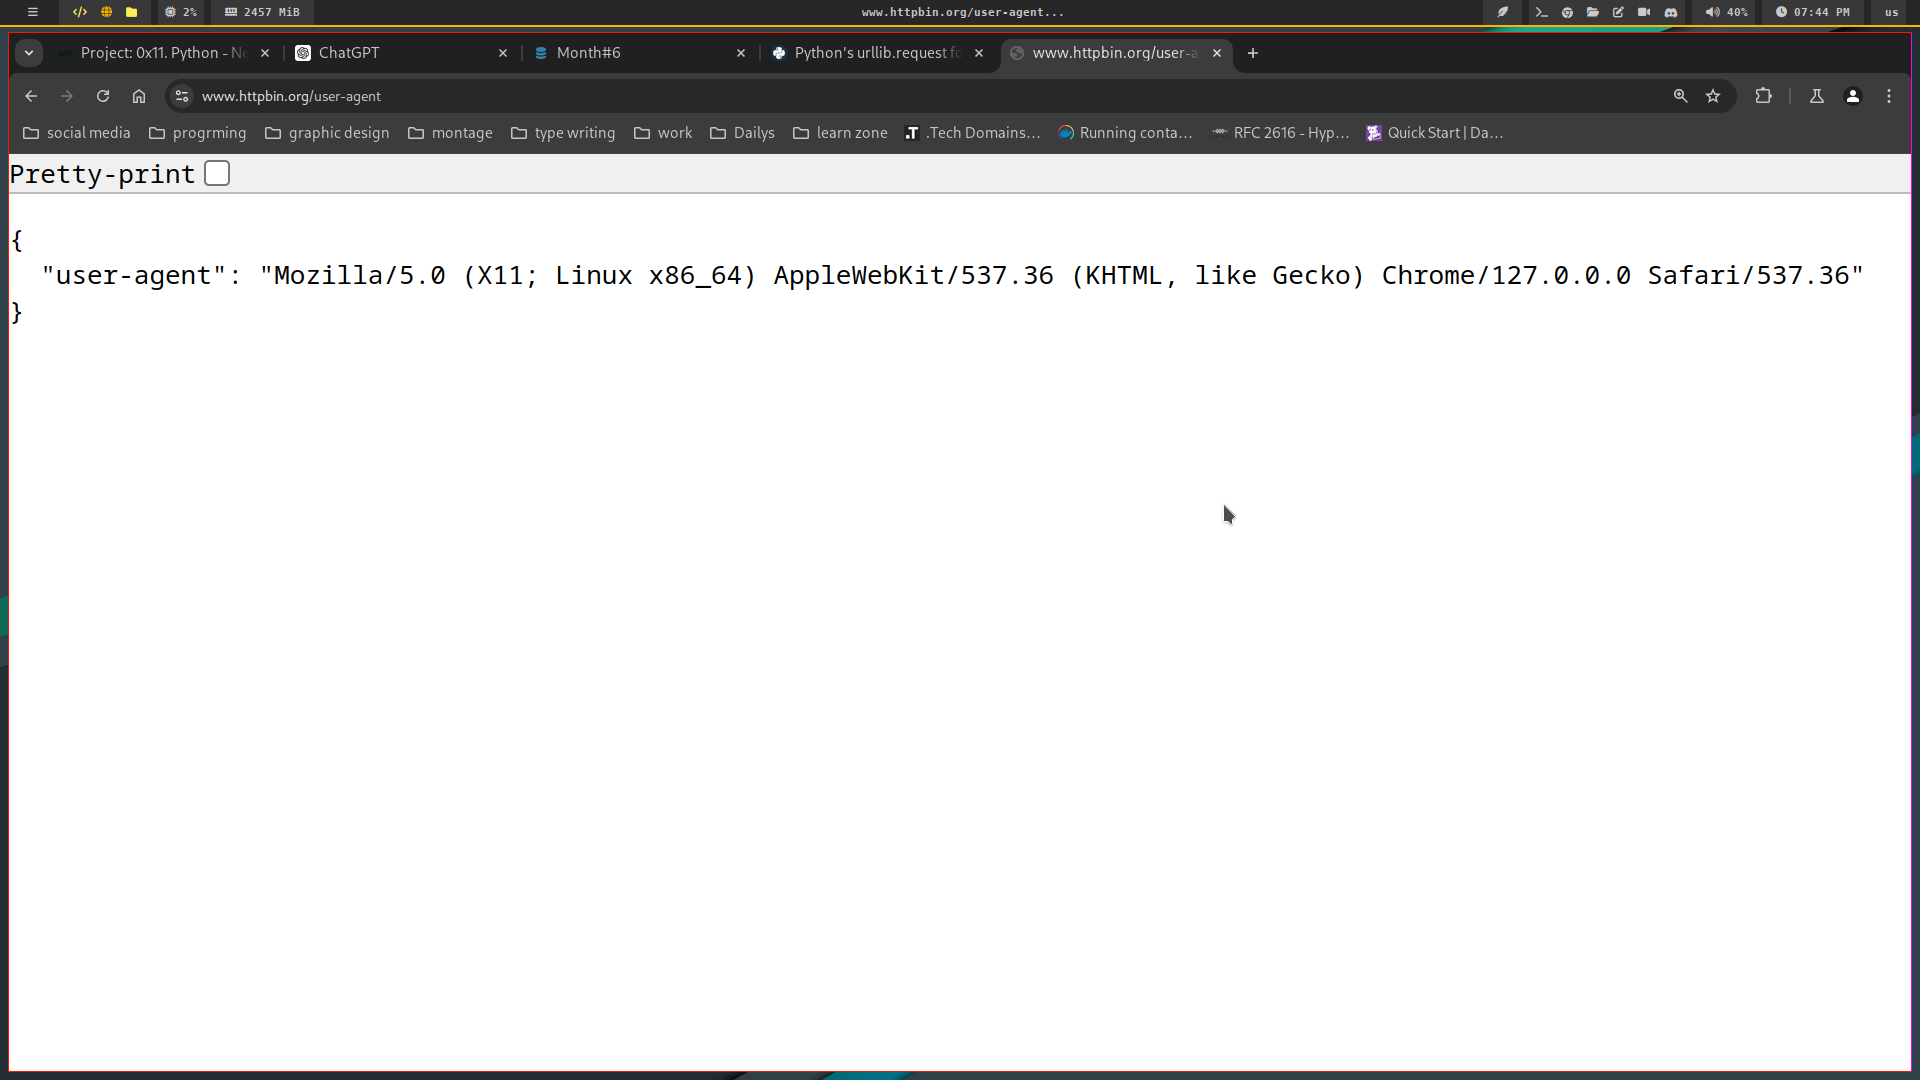 2% 2457 MiB www.httpbin.org/user-agent... 40% 07:44 PM us
Project: 0x11. Python - Ne ChatGPT Month#6 Python's urllib.request fo www.httpbin.org/user-a
www.httpbin.org/user-agent
social media progrming graphic design montage type writing work Dailys learn zone .Tech Domains... Running conta... RFC 2616 - Hyp... Quick Start | Da...
Pretty-print
{
"user-agent": "Mozilla/5.0 (X11; Linux x86_64) AppleWebKit/537.36 (KHTML, like Gecko) Chrome/127.0.0.0 Safari/537.36"
}